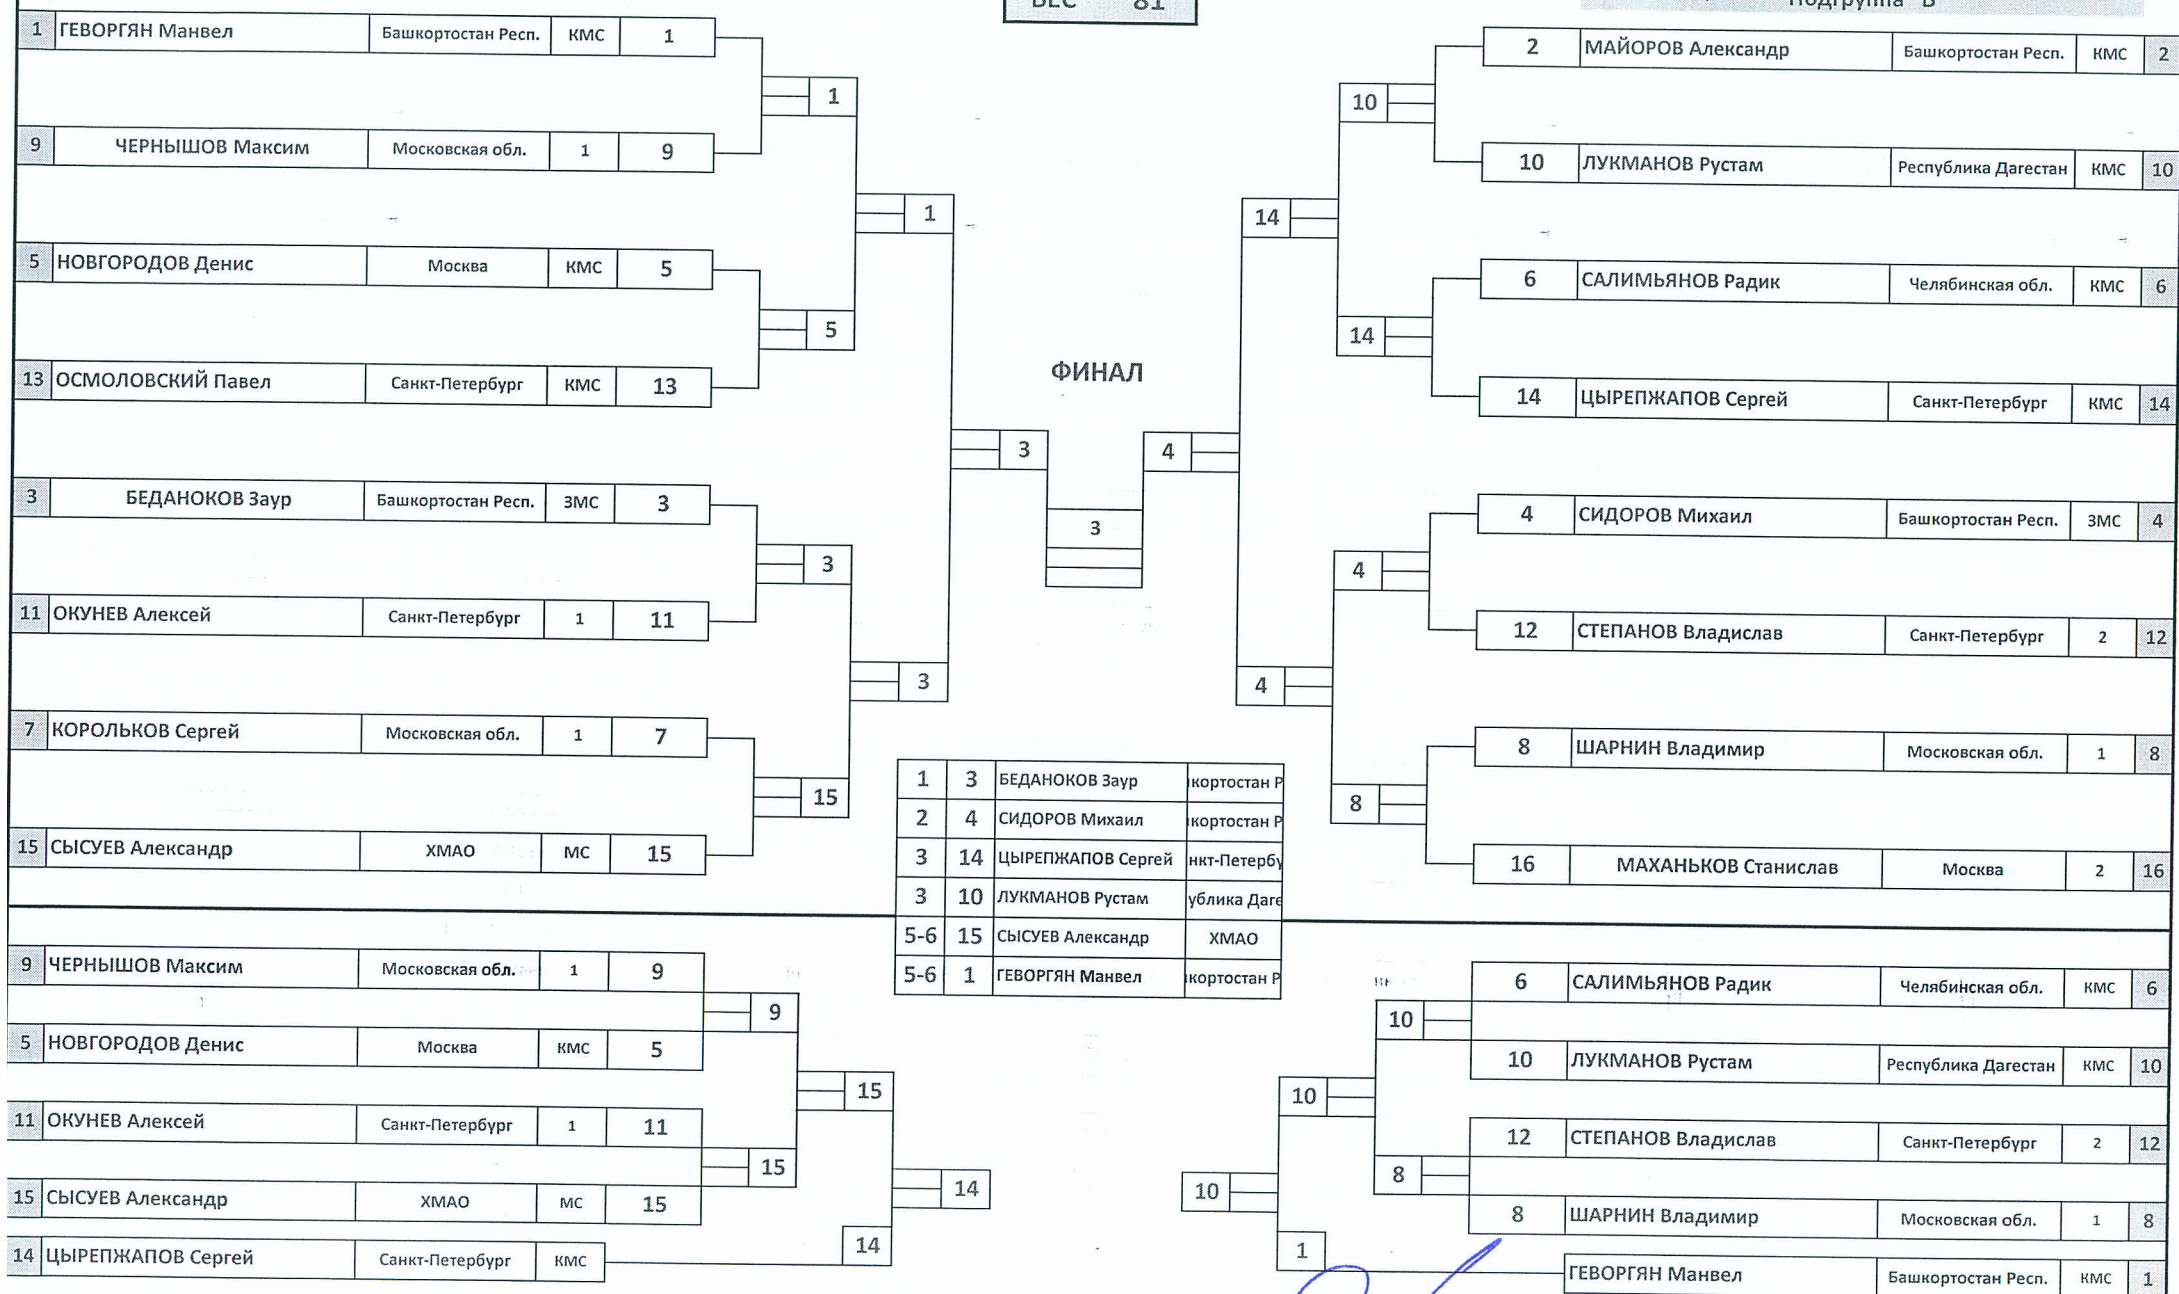 ВЕС 81
Подгруппа В
1 ГЕВОРГЯН Манвел Башкортостан Респ. КМС 1
9 ЧЕРНЫШОВ Максим Московская обл. 1 9
5 НОВГОРОДОВ Денис Москва КМС 5
13 ОСМОЛОВСКИЙ Павел Санкт-Петербург КМС 13
3 БЕДАНОКОВ Заур Башкортостан Респ. ЗМС 3
11 ОКУНЕВ Алексей Санкт-Петербург 1 11
7 КОРОЛЬКОВ Сергей Московская обл. 1 7
15 СЫСУЕВ Александр ХМАО МС 15
1
5
3
15
1
3
3
ФИНАЛ
3
4
14
4
10
14
4
8
2 МАЙОРОВ Александр Башкортостан Респ. КМС 2
10 ЛУКМАНОВ Рустам Республика Дагестан КМС 10
6 САЛИМЬЯНОВ Радик Челябинская обл. КМС 6
14 ЦЫРЕПЖАПОВ Сергей Санкт-Петербург КМС 14
4 СИДОРОВ Михаил Башкортостан Респ. ЗМС 4
12 СТЕПАНОВ Владислав Санкт-Петербург 2 12
8 ШАРНИН Владимир Московская обл. 1 8
16 МАХАНЬКОВ Станислав Москва 2 16
1 3 БЕДАНОКОВ Заур кортостан Р
2 4 СИДОРОВ Михаил кортостан Р
3 14 ЦЫРЕПЖАПОВ Сергей нкт-Петербу
3 10 ЛУКМАНОВ Рустам ублика Даге
5-6 15 СЫСУЕВ Александр ХМАО
5-6 1 ГЕВОРГЯН Манвел кортостан Р
9 ЧЕРНЫШОВ Максим Московская обл. 1 9
5 НОВГОРОДОВ Денис Москва КМС 5
11 ОКУНЕВ Алексей Санкт-Петербург 1 11
15 СЫСУЕВ Александр ХМАО МС 15
14 ЦЫРЕПЖАПОВ Сергей Санкт-Петербург КМС
9
15
15
14
14
10
10
1
10
8
6 САЛИМЬЯНОВ Радик Челябинская обл. КМС 6
10 ЛУКМАНОВ Рустам Республика Дагестан КМС 10
12 СТЕПАНОВ Владислав Санкт-Петербург 2 12
8 ШАРНИН Владимир Московская обл. 1 8
ГЕВОРГЯН Манвел Башкортостан Респ. КМС 1